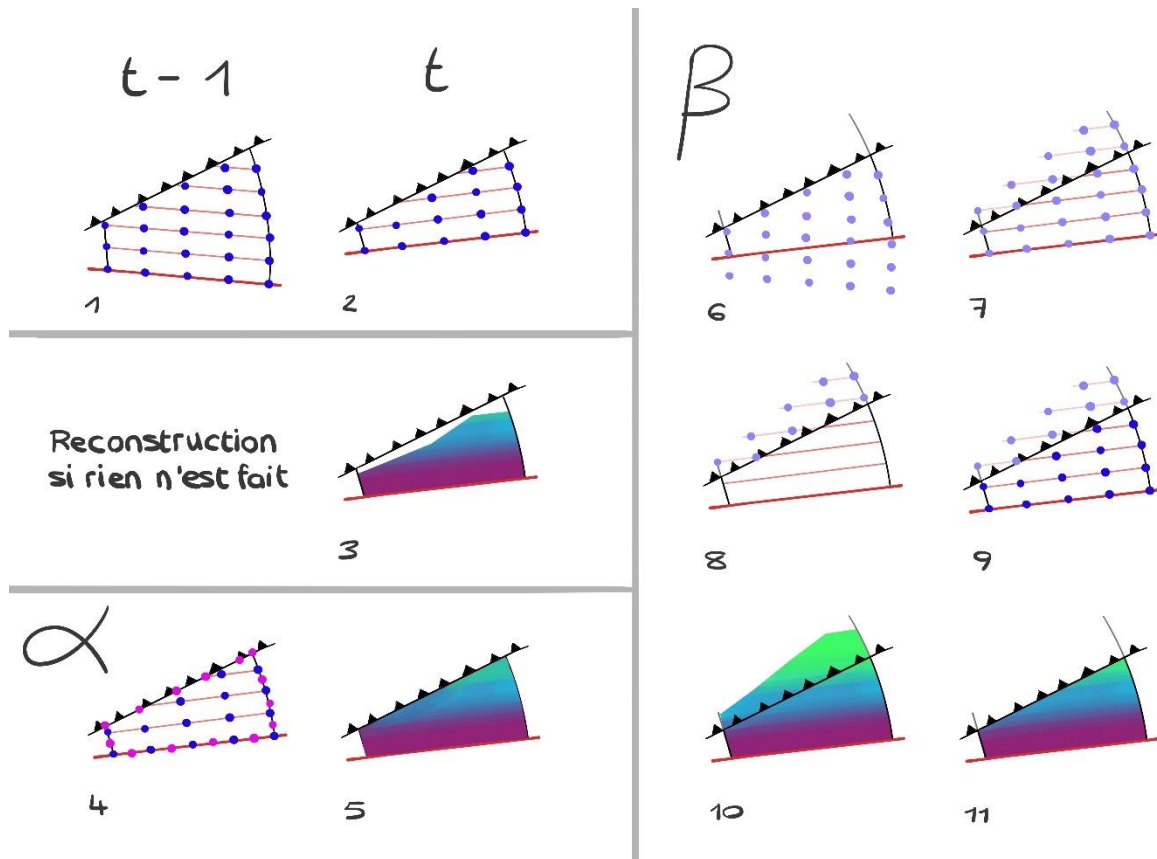 t - 1
t
1
2
Reconstruction
si rien n'est fait
3
α
4
5
β
6
7
8
9
10
11